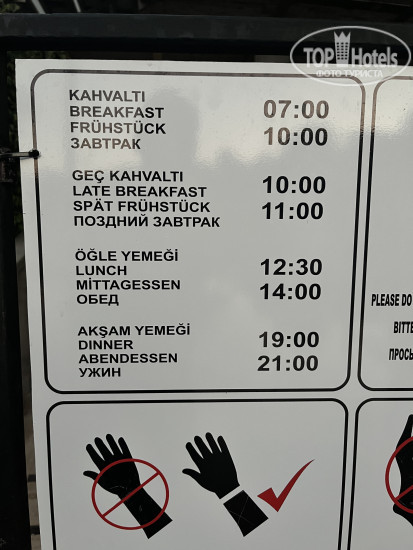 TOP Hotels
ФОТО ТУРИСТА
KAHVALTI
BREAKFAST
FRÜHSTÜCK
ЗАВТРАК
07:00
10:00
GEÇ KAHVALTI
LATE BREAKFAST
SPÄT FRÜHSTÜCK
ПОЗДНИЙ ЗАВТРАК
10:00
11:00
ÖĞLE YEMEĞİ
LUNCH
MİTTAGESSEN
ОБЕД
12:30
14:00
AKŞAM YEMEĞİ
DINNER
ABENDESSEN
УЖИН
19:00
21:00
PLEASE DO
BITTE